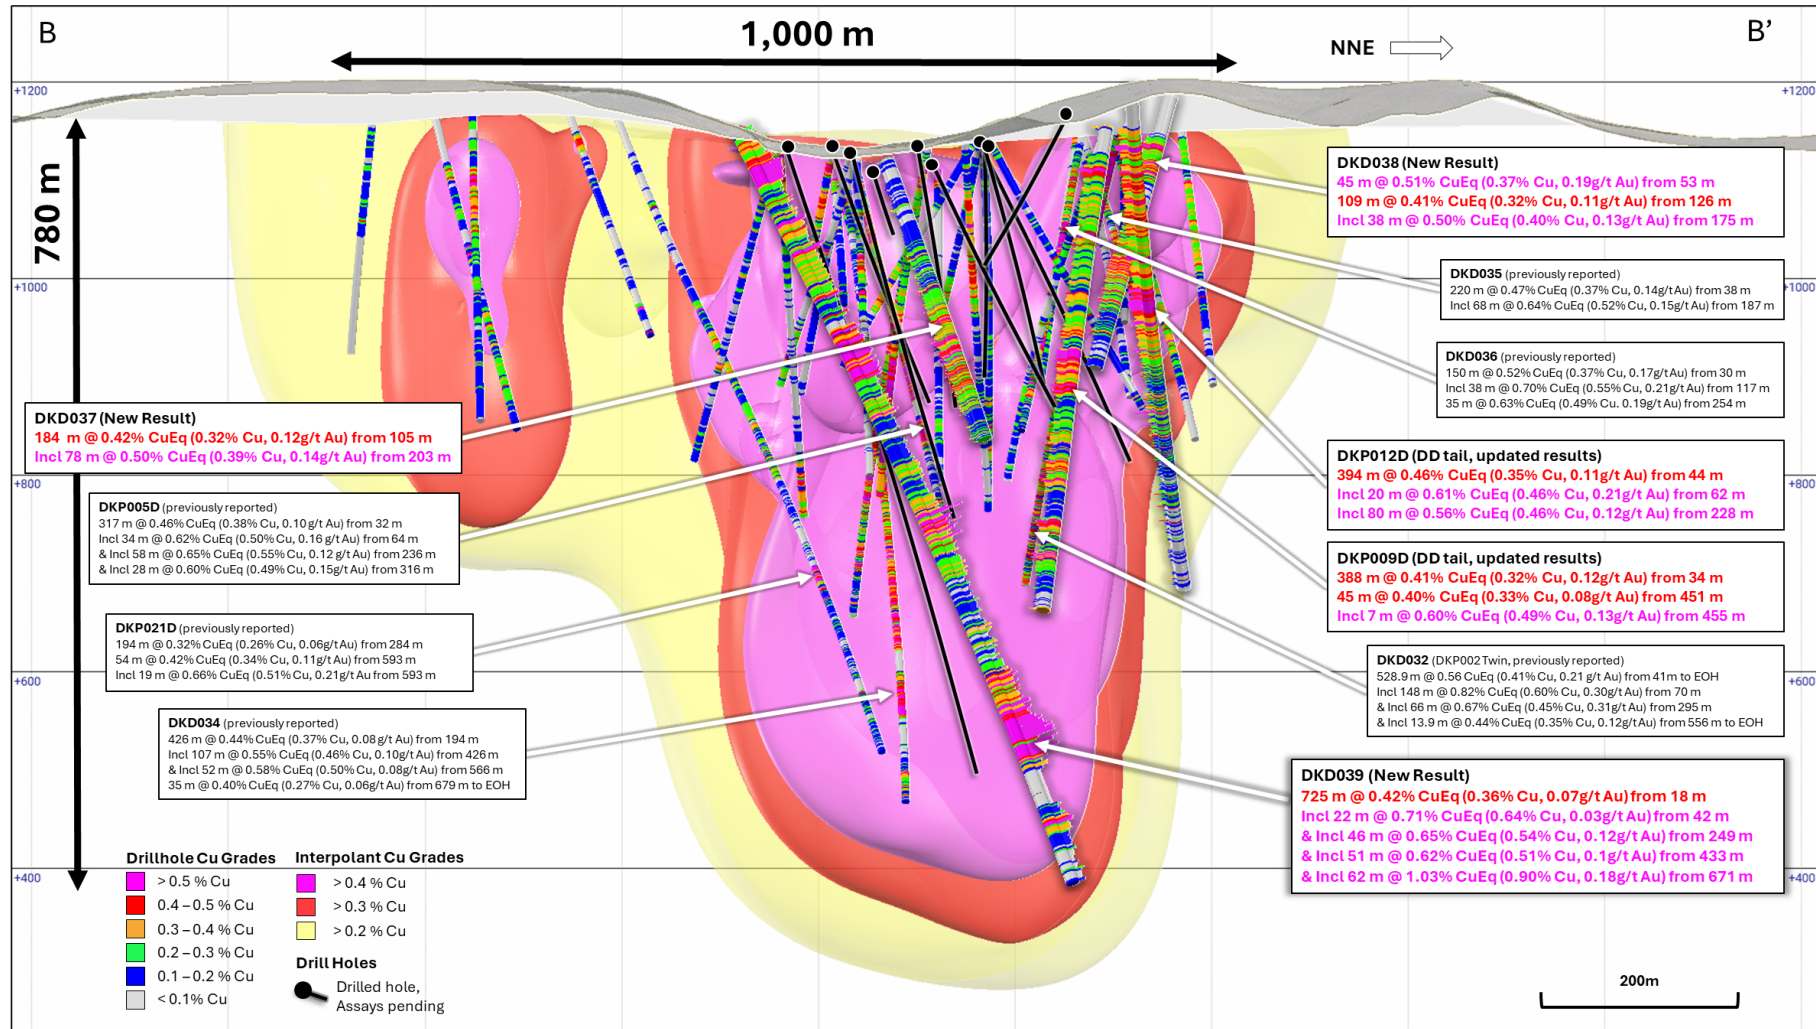 B
1,000 m
NNE
B’
+1200
+1200
780 m
+1000
+1000
+800
+800
+600
+600
+400
+400
DKD038 (New Result)
45 m @ 0.51% CuEq (0.37% Cu, 0.19g/t Au) from 53 m
109 m @ 0.41% CuEq (0.32% Cu, 0.11g/t Au) from 126 m
Incl 38 m @ 0.50% CuEq (0.40% Cu, 0.13g/t Au) from 175 m
DKD035 (previously reported)
220 m @ 0.47% CuEq (0.37% Cu, 0.14g/t Au) from 38 m
Incl 68 m @ 0.64% CuEq (0.52% Cu, 0.15g/t Au) from 187 m
DKD036 (previously reported)
150 m @ 0.52% CuEq (0.37% Cu, 0.17g/t Au) from 30 m
Incl 38 m @ 0.70% CuEq (0.55% Cu, 0.21g/t Au) from 117 m
35 m @ 0.63% CuEq (0.49% Cu. 0.19g/t Au) from 254 m
DKP012D (DD tail, updated results)
394 m @ 0.46% CuEq (0.35% Cu, 0.11g/t Au) from 44 m
Incl 20 m @ 0.61% CuEq (0.46% Cu, 0.21g/t Au) from 62 m
Incl 80 m @ 0.56% CuEq (0.46% Cu, 0.12g/t Au) from 228 m
DKP009D (DD tail, updated results)
388 m @ 0.41% CuEq (0.32% Cu, 0.12g/t Au) from 34 m
45 m @ 0.40% CuEq (0.33% Cu, 0.08g/t Au) from 451 m
Incl 7 m @ 0.60% CuEq (0.49% Cu, 0.13g/t Au) from 455 m
DKD032 (DKP002 Twin, previously reported)
528.9 m @ 0.56 CuEq (0.41% Cu, 0.21 g/t Au) from 41m to EOH
Incl 148 m @ 0.82% CuEq (0.60% Cu, 0.30g/t Au) from 70 m
& Incl 66 m @ 0.67% CuEq (0.45% Cu, 0.31g/t Au) from 295 m
& Incl 13.9 m @ 0.44% CuEq (0.35% Cu, 0.12g/t Au) from 556 m to EOH
DKD039 (New Result)
725 m @ 0.42% CuEq (0.36% Cu, 0.07g/t Au) from 18 m
Incl 22 m @ 0.71% CuEq (0.64% Cu, 0.03g/t Au) from 42 m
& Incl 46 m @ 0.65% CuEq (0.54% Cu, 0.12g/t Au) from 249 m
& Incl 51 m @ 0.62% CuEq (0.51% Cu, 0.1g/t Au) from 433 m
& Incl 62 m @ 1.03% CuEq (0.90% Cu, 0.18g/t Au) from 671 m
DKD037 (New Result)
184 m @ 0.42% CuEq (0.32% Cu, 0.12g/t Au) from 105 m
Incl 78 m @ 0.50% CuEq (0.39% Cu, 0.14g/t Au) from 203 m
DKP005D (previously reported)
317 m @ 0.46% CuEq (0.38% Cu, 0.10 g/t Au) from 32 m
Incl 34 m @ 0.62% CuEq (0.50% Cu, 0.16 g/t Au) from 64 m
& Incl 58 m @ 0.65% CuEq (0.55% Cu, 0.12 g/t Au) from 236 m
& Incl 28 m @ 0.60% CuEq (0.49% Cu, 0.15g/t Au) from 316 m
DKP021D (previously reported)
194 m @ 0.32% CuEq (0.26% Cu, 0.06g/t Au) from 284 m
54 m @ 0.42% CuEq (0.34% Cu, 0.11g/t Au) from 593 m
Incl 19 m @ 0.66% CuEq (0.51% Cu, 0.21g/t Au from 593 m
DKD034 (previously reported)
426 m @ 0.44% CuEq (0.37% Cu, 0.08 g/t Au) from 194 m
Incl 107 m @ 0.55% CuEq (0.46% Cu, 0.10g/t Au) from 426 m
& Incl 52 m @ 0.58% CuEq (0.50% Cu, 0.08g/t Au) from 566 m
35 m @ 0.40% CuEq (0.27% Cu, 0.06g/t Au) from 679 m to EOH
Drillhole Cu Grades
> 0.5 % Cu
0.4 – 0.5 % Cu
0.3 – 0.4 % Cu
0.2 – 0.3 % Cu
0.1 – 0.2 % Cu
< 0.1% Cu
Interpolant Cu Grades
> 0.4 % Cu
> 0.3 % Cu
> 0.2 % Cu
Drill Holes
Drilled hole,
Assays pending
200m